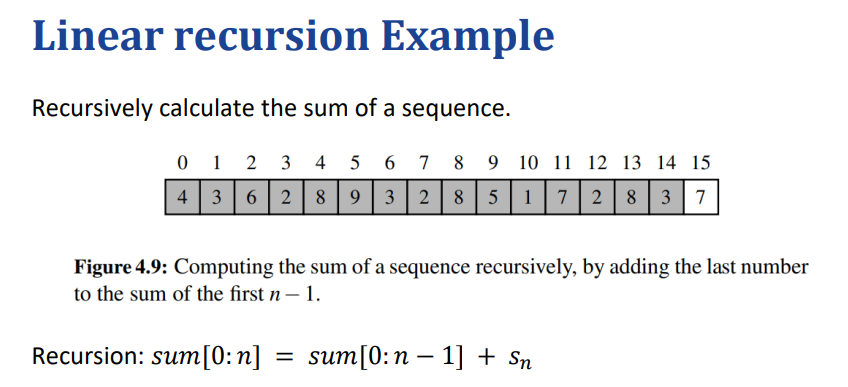 Linear recursion Example
Recursively calculate the sum of a sequence.
0 1 2 3 4 5 6 7 8 9 10 11 12 13 14 15
4 3 6 2 8 9 3 2 8 5 1 7 2 8 3 7
Figure 4.9: Computing the sum of a sequence recursively, by adding the last number
to the sum of the first n − 1.
Recursion: sum[0: n] = sum[0: n − 1] + sₙ